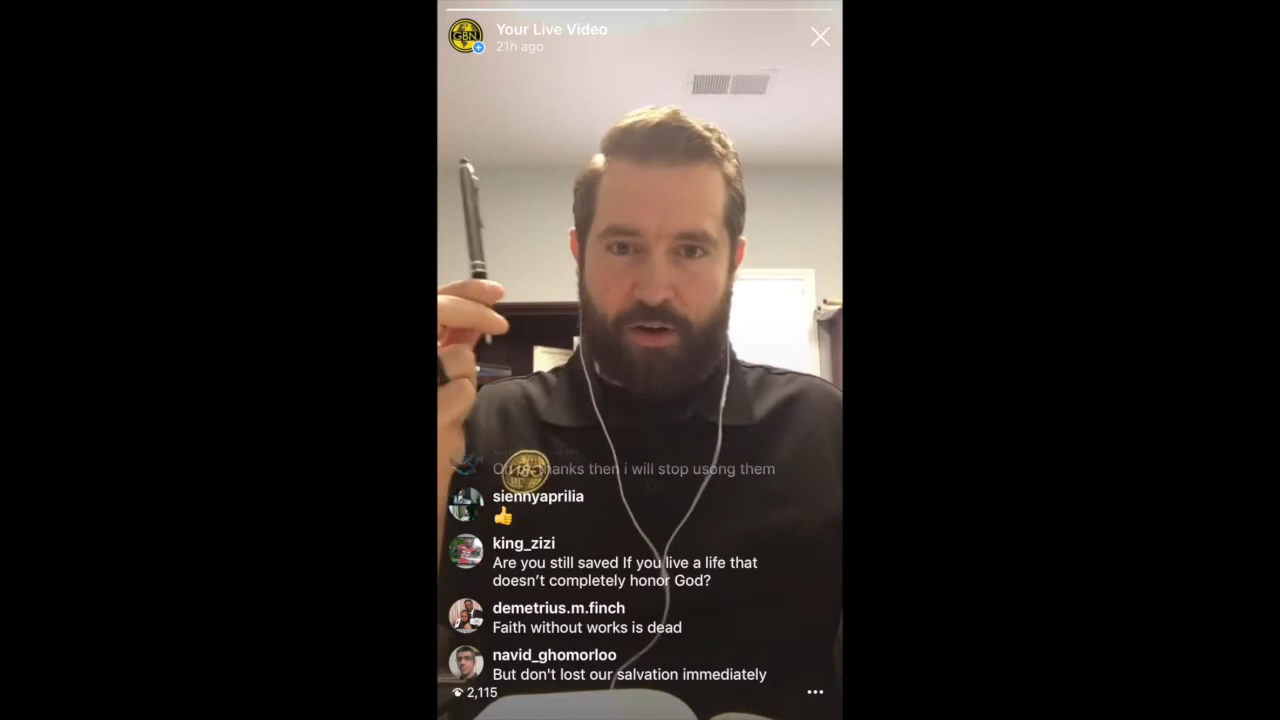 GBN
Your Live Video
21h ago
thanks then i will stop usong them
siennyaprilia
👍
king_zizi
Are you still saved If you live a life that
doesn’t completely honor God?
demetrius.m.finch
Faith without works is dead
navid_ghomorloo
But don't lost our salvation immediately
2,115